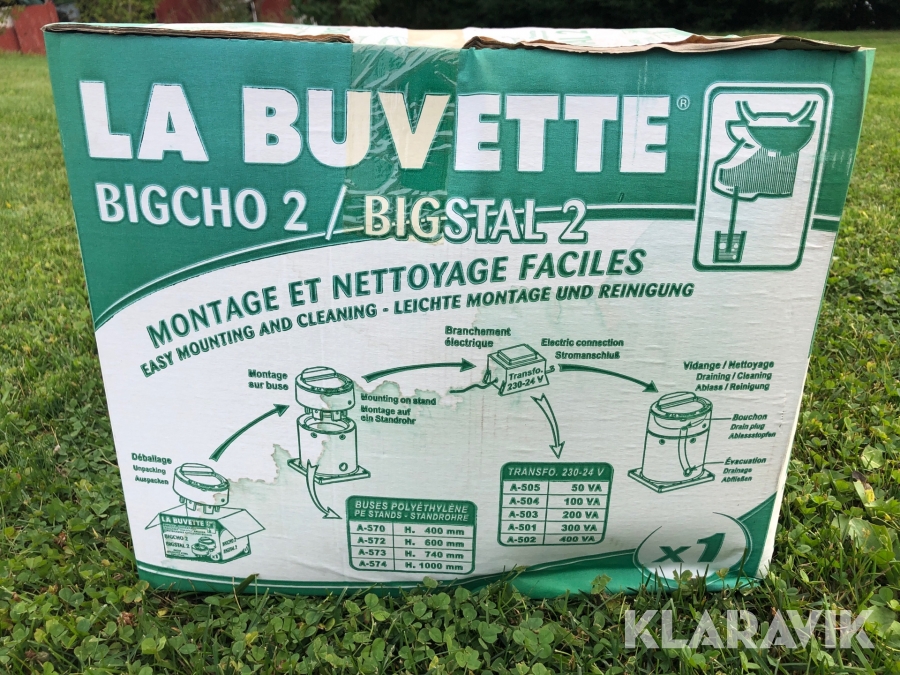 LA BUVETTE®
BIGCHO 2 / BIGSTAL 2
MONTAGE ET NETTOYAGE FACILES
EASY MOUNTING AND CLEANING - LEICHTE MONTAGE UND REINIGUNG
Déballage
Unpacking
Auspacken
LA BUVETTE
BIGCHO 2
BIGSTAL 2
Montage
sur buse
Mounting on stand
Montage auf
ein Standrohr
Branchement
électrique
Electric connection
Stromanschluß
Transfo.
230-24 V
Vidange / Nettoyage
Draining / Cleaning
Ablass / Reinigung
Bouchon
Drain plug
Ablassstopfen
Évacuation
Drainage
Abfließen
BUSES POLYÉTHYLÈNE
PE STANDS - STANDROHRE
A-570 H. 400 mm
A-572 H. 600 mm
A-573 H. 740 mm
A-574 H. 1000 mm
TRANSFO. 230-24 V
A-505 50 VA
A-504 100 VA
A-503 200 VA
A-501 300 VA
A-502 400 VA
x1
KLARAVIK